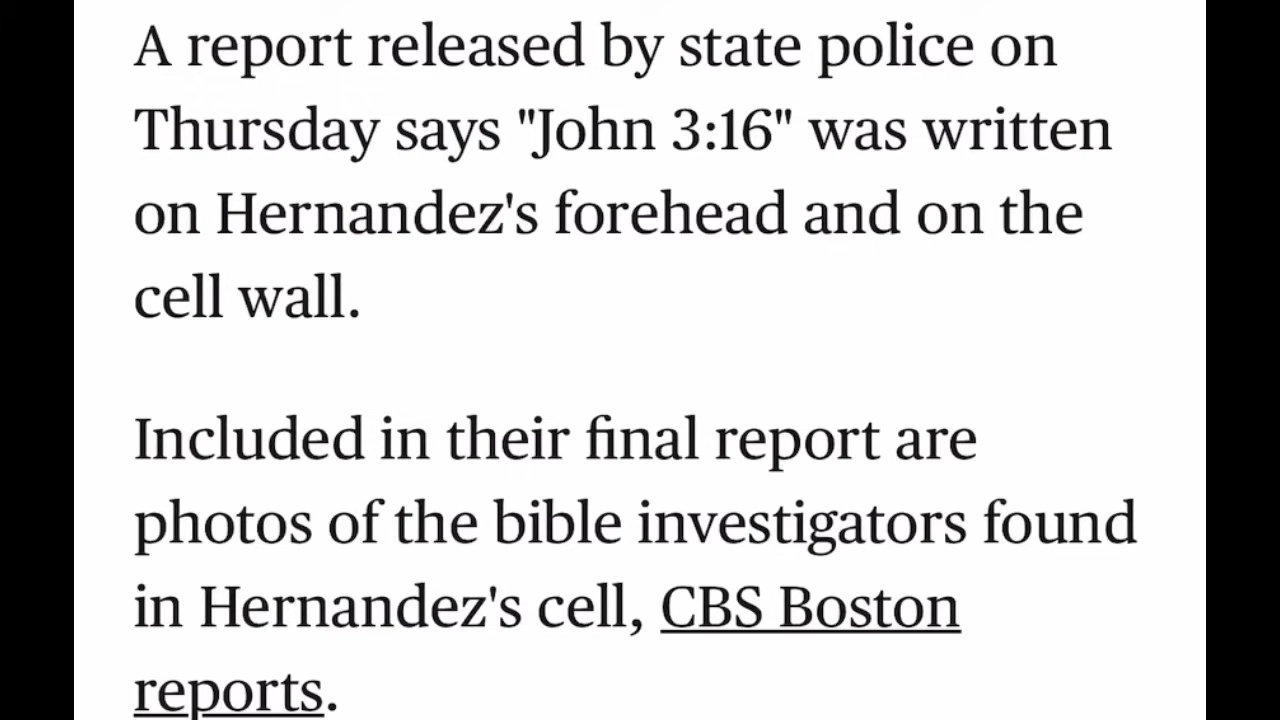 A report released by state police on
Thursday says "John 3:16" was written
on Hernandez's forehead and on the
cell wall.
Included in their final report are
photos of the bible investigators found
in Hernandez's cell, CBS Boston
reports.